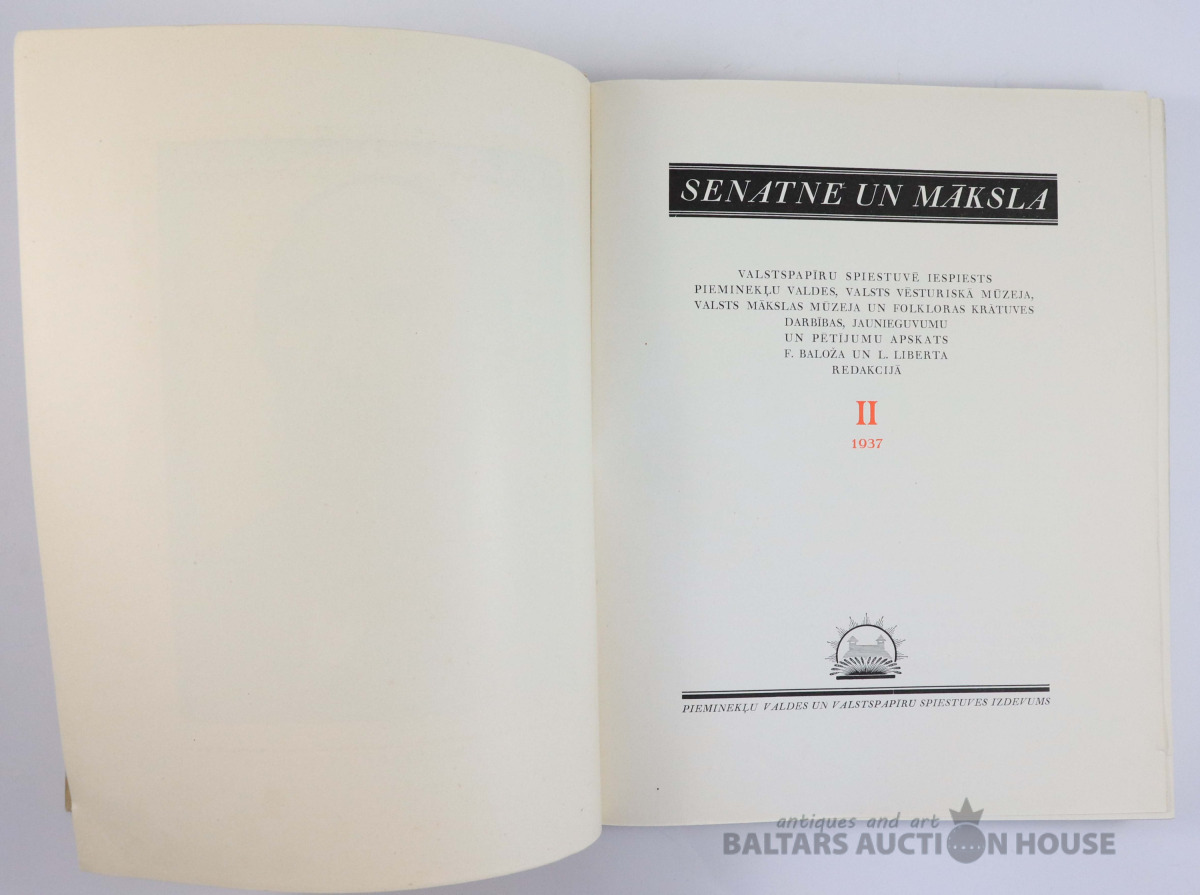 SENATNE UN MĀKSLA
VALSTSPAPĪRU SPIESTUVĒ IESPIESTS
PIEMINEKĻU VALDES, VALSTS VĒSTURISKĀ MŪZEJA,
VALSTS MĀKSLAS MŪZEJA UN FOLKLORAS KRĀTUVES
DARBĪBAS, JAUNIEGUVUMU
UN PĒTĪJUMU APSKATS
F. BALOŽA UN L. LIBERTA
REDAKCIJĀ
II
1937
PIEMINEKĻU VALDES UN VALSTSPAPĪRU SPIESTUVES IZDEVUMS
antiques and art
BALTARS AUCTION HOUSE